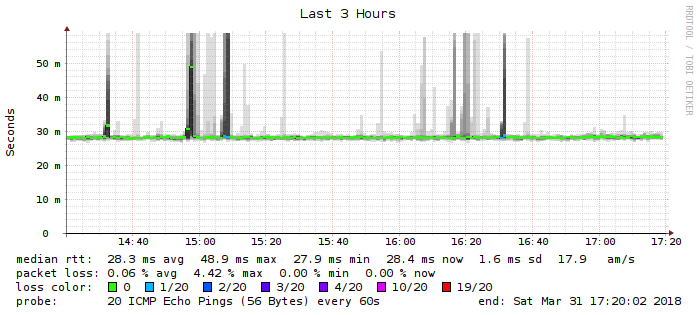 Last 3 Hours
RRDTOOL / TOBI OETIKER
Seconds
50 m
40 m
30 m
20 m
10 m
0
14:40 15:00 15:20 15:40 16:00 16:20 16:40 17:00 17:20
median rtt: 28.3 ms avg 48.9 ms max 27.9 ms min 28.4 ms now 1.6 ms sd 17.9 am/s
packet loss: 0.06 % avg 4.42 % max 0.00 % min 0.00 % now
loss color: 0 1/20 2/20 3/20 4/20 10/20 19/20
probe: 20 ICMP Echo Pings (56 Bytes) every 60s end: Sat Mar 31 17:20:02 2018